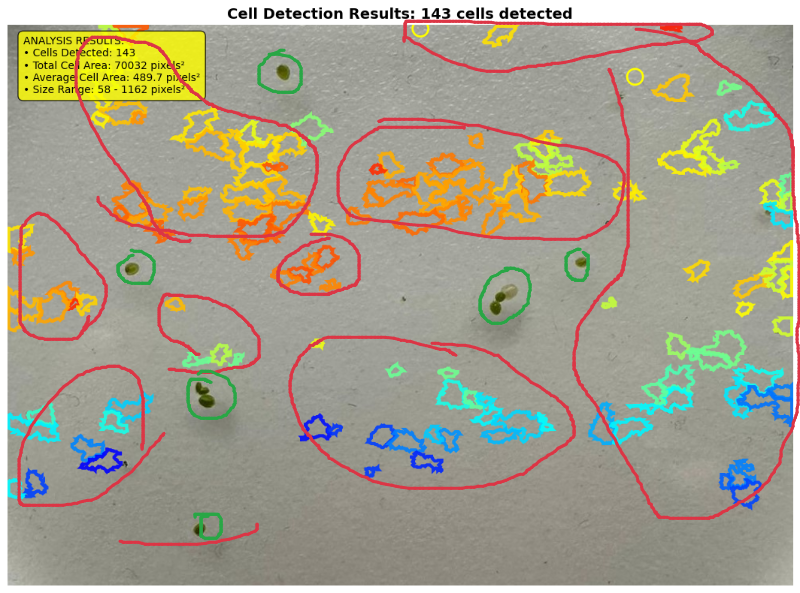 Cell Detection Results: 143 cells detected
ANALYSIS RESULTS:
• Cells Detected: 143
• Total Cell Area: 70032 pixels²
• Average Cell Area: 489.7 pixels²
• Size Range: 58 - 1162 pixels²